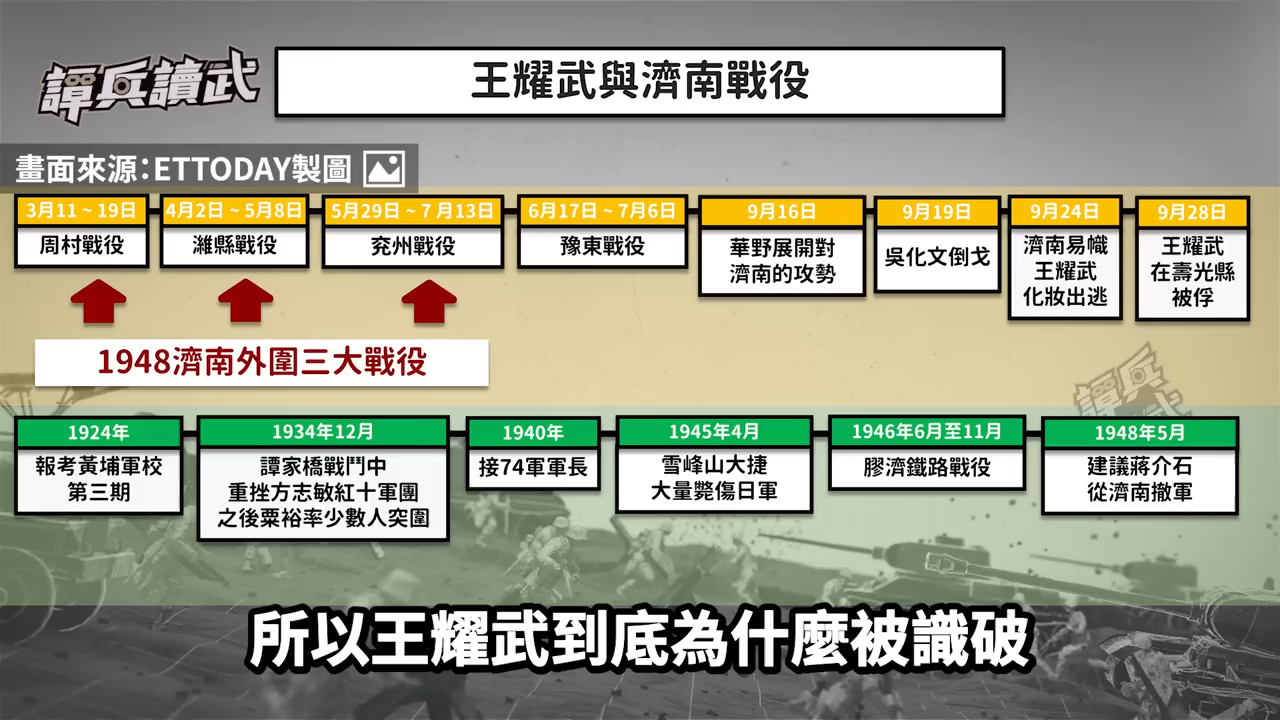 譚兵讀武
王耀武與濟南戰役
畫面來源：ETTODAY製圖
3月11 ~ 19日
周村戰役
4月2日 ~ 5月8日
濰縣戰役
5月29日 ~ 7月13日
兗州戰役
6月17日 ~ 7月6日
豫東戰役
9月16日
華野展開對
濟南的攻勢
9月19日
吳化文倒戈
9月24日
濟南易幟
王耀武
化妝出逃
9月28日
王耀武
在壽光縣
被俘
1948濟南外圍三大戰役
譚兵
武
1924年
報考黃埔軍校
第三期
1934年12月
譚家橋戰鬥中
重挫方志敏紅十軍團
之後粟裕率少數人突圍
1940年
接74軍軍長
1945年4月
雪峰山大捷
大量斃傷日軍
1946年6月至11月
膠濟鐵路戰役
1948年5月
建議蔣介石
從濟南撤軍
所以王耀武到底為什麼被識破